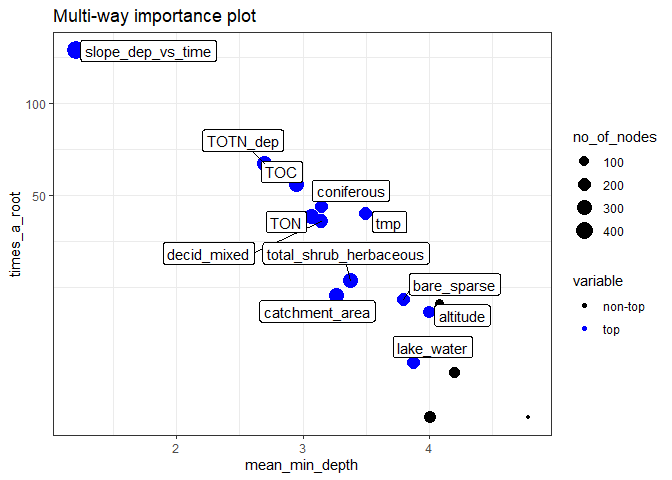 Multi-way importance plot
slope_dep_vs_time
100
TOTN_dep
TOC
coniferous
50
TON
tmp
decid_mixed
total_shrub_herbaceous
bare_sparse
catchment_area
altitude
lake_water
times_a_root
2
3
4
mean_min_depth
no_of_nodes
100
200
300
400
variable
non-top
top